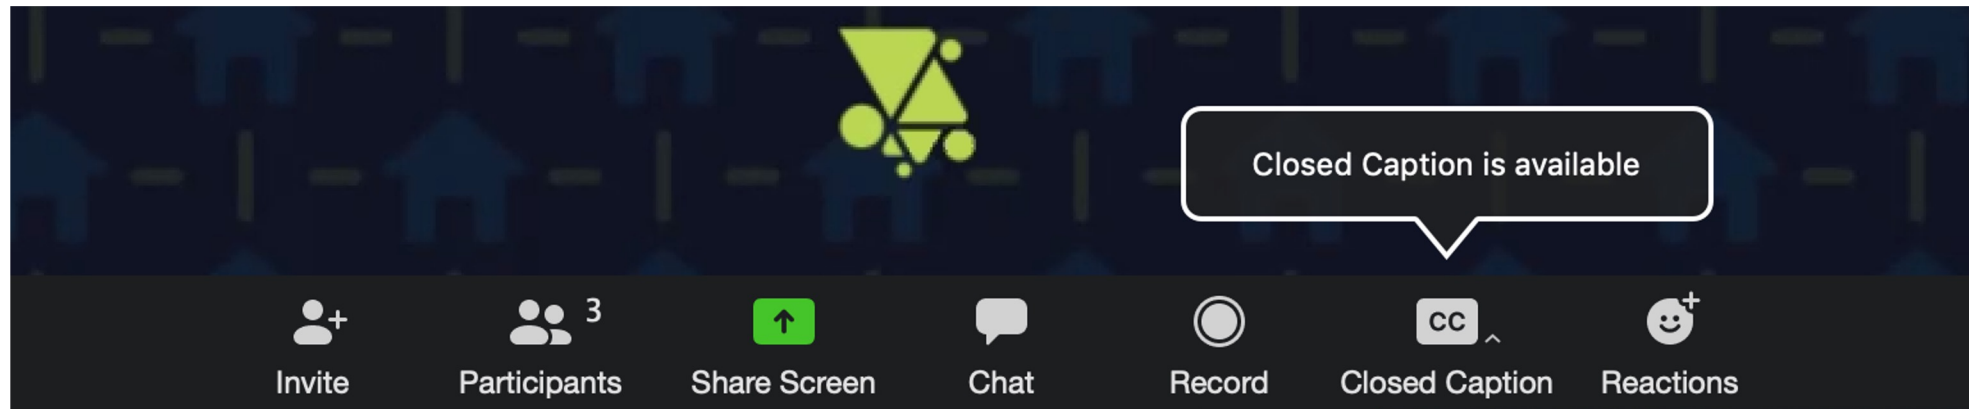 Closed Caption is available
3
CC
Invite
Participants
Share Screen
Chat
Record
Closed Caption
Reactions